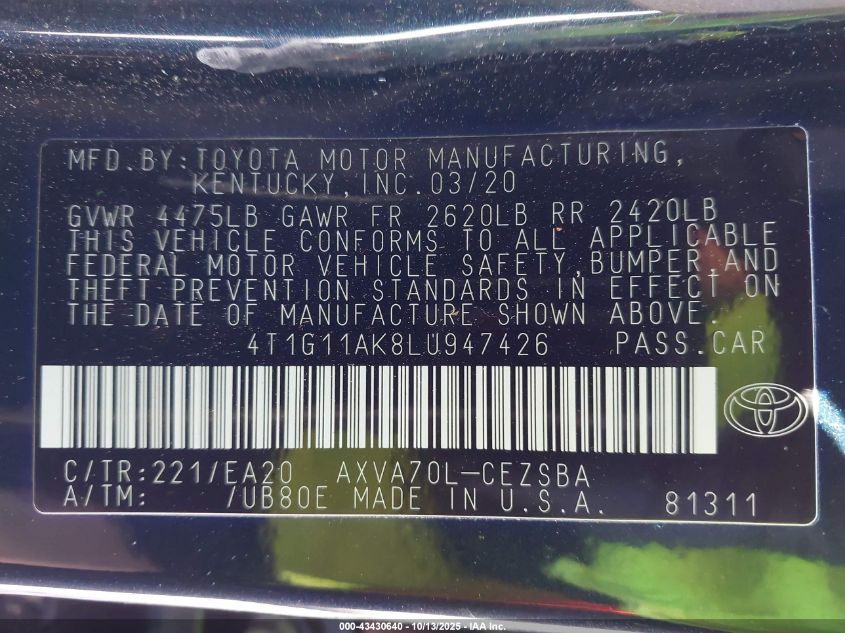 MFD.BY:TOYOTA MOTOR MANUFACTURING,
KENTUCKY,INC.03/20
GVWR 4475LB GAWR FR 2620LB RR 2420LB
THIS VEHICLE CONFORMS TO ALL APPLICABLE
FEDERAL MOTOR VEHICLE SAFETY,BUMPER,AND
THEFT PREVENTION STANDARDS IN EFFECT ON
THE DATE OF MANUFACTURE SHOWN ABOVE.
4T1G11AK8LU947426 PASS.CAR
C/TR:221/EA20 AXVA70L-CEZSBA
A/TM: /UB80E MADE IN U.S.A. 81311
000-43430640 - 10/13/2025 - IAA Inc.